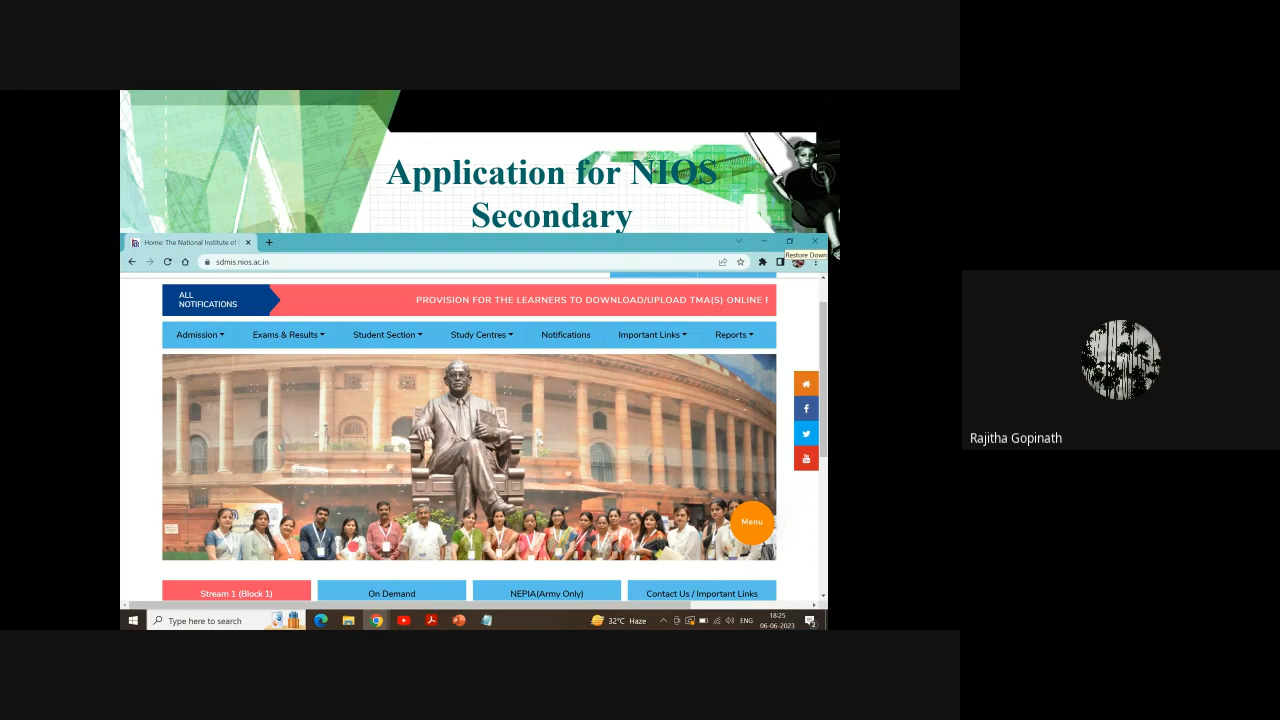 Application for NIOS
Secondary
Home: The National Institute of
Restore Down
sdmis.nios.ac.in
ALL
NOTIFICATIONS
PROVISION FOR THE LEARNERS TO DOWNLOAD/UPLOAD TMA(S) ONLINE F
Admission
Exams & Results
Student Section
Study Centres
Notifications
Important Links
Reports
Menu
Stream 1 (Block 1)
On Demand
NEPIA(Army Only)
Contact Us / Important Links
Type here to search
32°C Haze
ENG
18:25
06-06-2023
2
Rajitha Gopinath